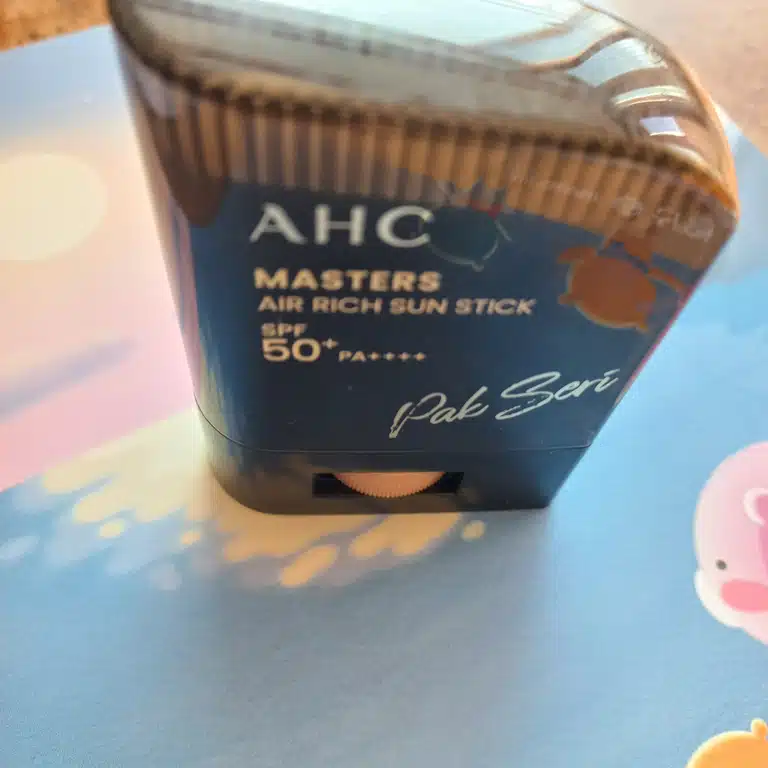 AHC
MASTERS
AIR RICH SUN STICK
SPF
50+ PA++++
Pak Seri